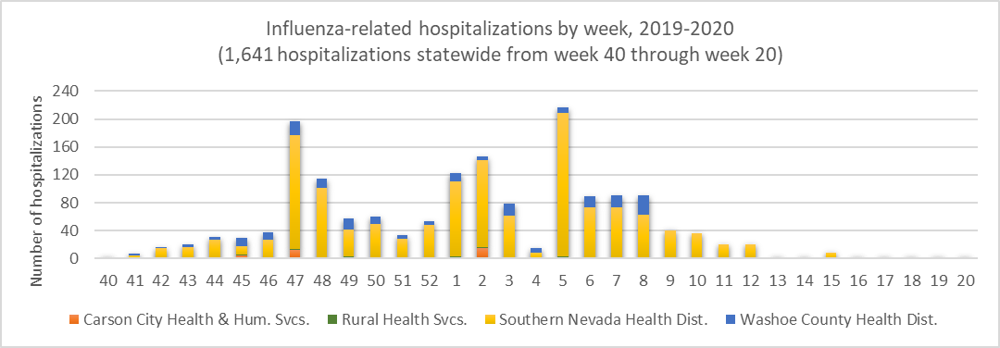 Influenza-related hospitalizations by week, 2019-2020
(1,641 hospitalizations statewide from week 40 through week 20)
Number of hospitalizations
240
200
160
120
80
40
0
40 41 42 43 44 45 46 47 48 49 50 51 52 1 2 3 4 5 6 7 8 9 10 11 12 13 14 15 16 17 18 19 20
Carson City Health & Hum. Svcs. Rural Health Svcs. Southern Nevada Health Dist. Washoe County Health Dist.